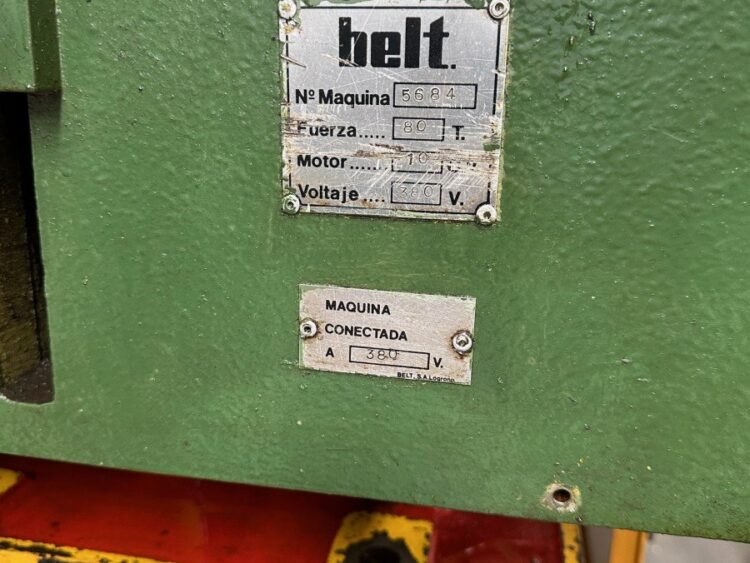 belt.
Nº Maquina 5684
Fuerza..... 80 T.
Motor....... 10
Voltaje.... 380 V.
MAQUINA
CONECTADA
A 380 V.
BELT, S.A. Logroño